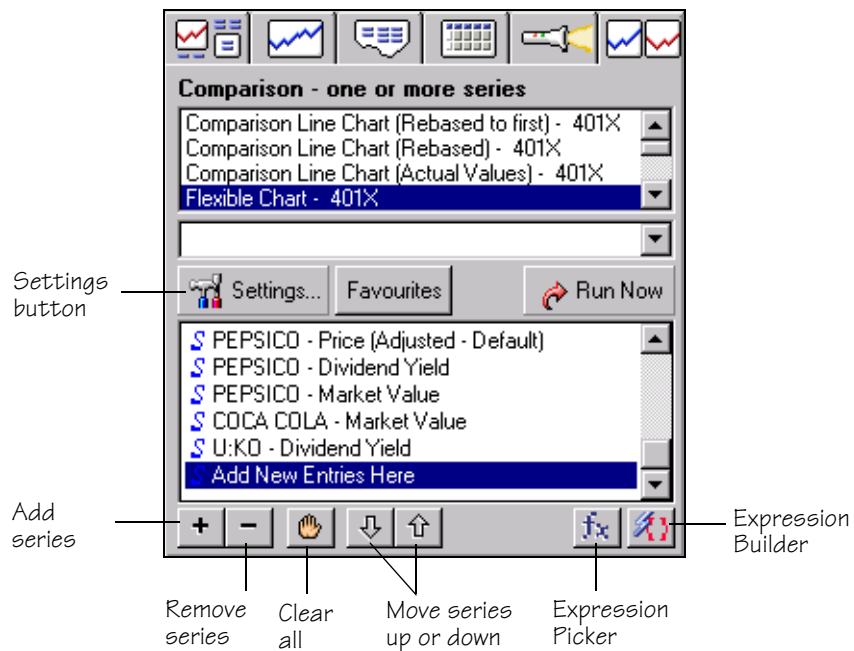 Comparison - one or more series
Comparison Line Chart (Rebased to first) - 401X
Comparison Line Chart (Rebased) - 401X
Comparison Line Chart (Actual Values) - 401X
Flexible Chart - 401X
Settings
button
Settings...
Favourites
Run Now
S PEPSICO - Price (Adjusted - Default)
S PEPSICO - Dividend Yield
S PEPSICO - Market Value
S COCA COLA - Market Value
S U:KO - Dividend Yield
S Add New Entries Here
Add
series
+
-
fx
{}
Expression
Builder
Remove
series
Clear
all
Move series
up or down
Expression
Picker